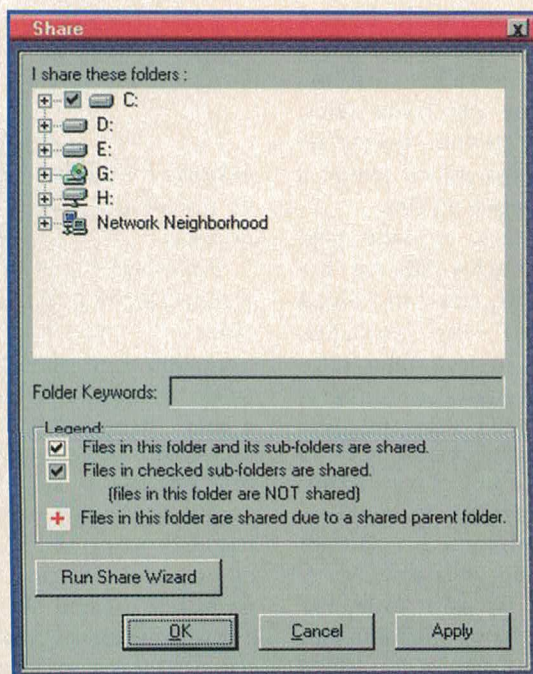 Share
I share these folders :
C:
D:
E:
G:
H:
Network Neighborhood
Folder Keywords:
Legend:
Files in this folder and its sub-folders are shared.
Files in checked sub-folders are shared.
(files in this folder are NOT shared)
Files in this folder are shared due to a shared parent folder.
Run Share Wizard
OK
Cancel
Apply